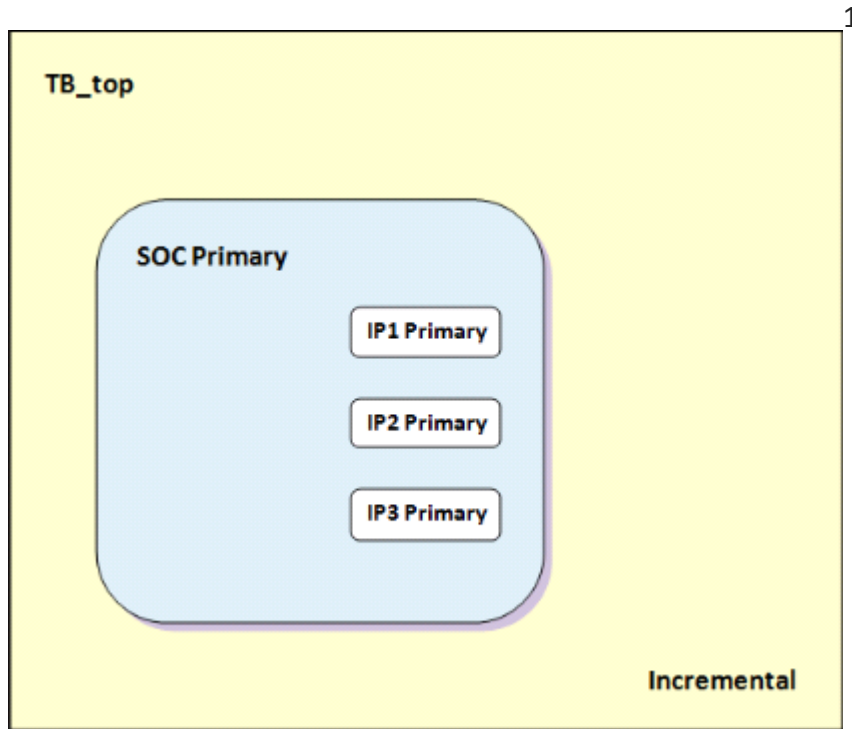 1
TB_top
SOC Primary
IP1 Primary
IP2 Primary
IP3 Primary
Incremental